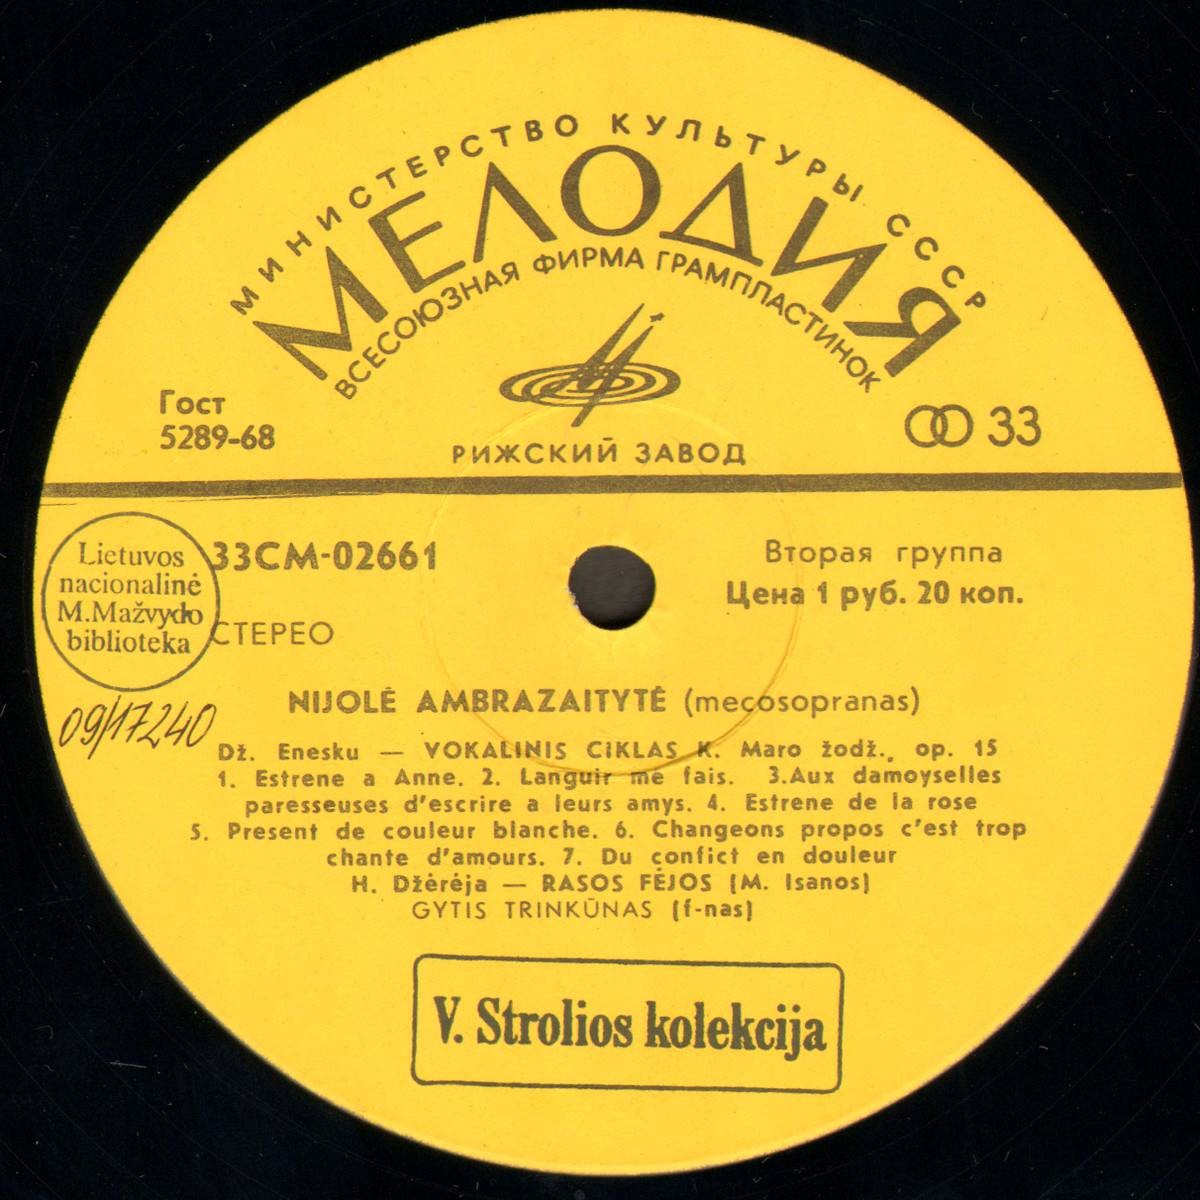 МИНИСТЕРСТВО КУЛЬТУРЫ СССР
МЕЛОДИЯ
ВСЕСОЮЗНАЯ ФИРМА ГРАМПЛАСТИНОК
Гост
5289-68
33
РИЖСКИЙ ЗАВОД
Lietuvos
nacionalinė
M.Mažvydo
biblioteka
09/17240
33СМ-02661
СТЕРЕО
Вторая группа
Цена 1 руб. 20 коп.
NIJOLĖ AMBRAZAITYTĖ (mecosopranas)
Dž. Enesku — VOKALINIS CIKLAS K. Maro žodž., op. 15
1. Estrene a Anne. 2. Languir me fais. 3.Aux damoyselles
paresseuses d'escrire a leurs amys. 4. Estrene de la rose
5. Present de couleur blanche. 6. Changeons propos c'est trop
chante d'amours. 7. Du confict en douleur
H. Džėrėja — RASOS FĖJOS (M. Isanos)
GYTIS TRINKŪNAS (f-nas)
V. Strolios kolekcija